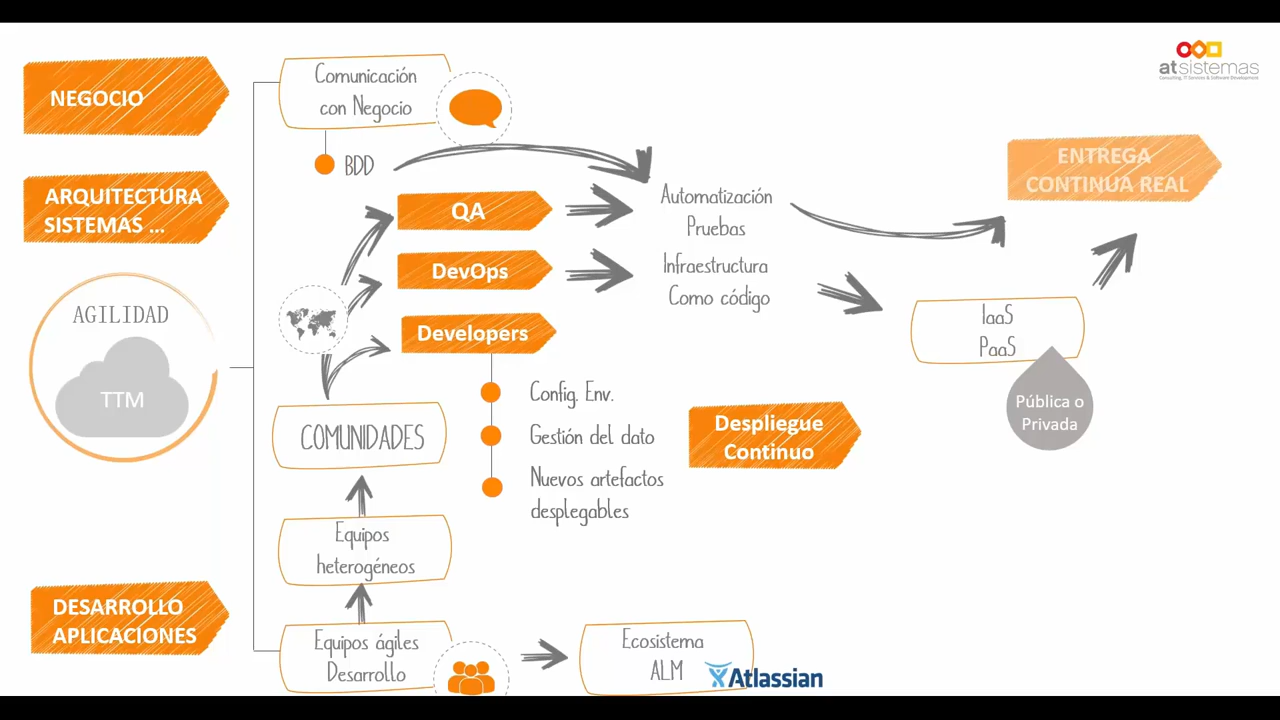 NEGOCIO
ARQUITECTURA
SISTEMAS ...
AGILIDAD
TTM
DESARROLLO
APLICACIONES
Comunicación
con Negocio
BDD
QA
DevOps
Developers
Config. Env.
Gestión del dato
Nuevos artefactos
desplegables
COMUNIDADES
Equipos
heterogéneos
Equipos ágiles
Desarrollo
Ecosistema
ALM
Atlassian
Automatización
Pruebas
Infraestructura
Como código
Despliegue
Continuo
atsistemas
Consulting, IT Services & Software Development
ENTREGA
CONTINUA REAL
IaaS
PaaS
Pública o
Privada